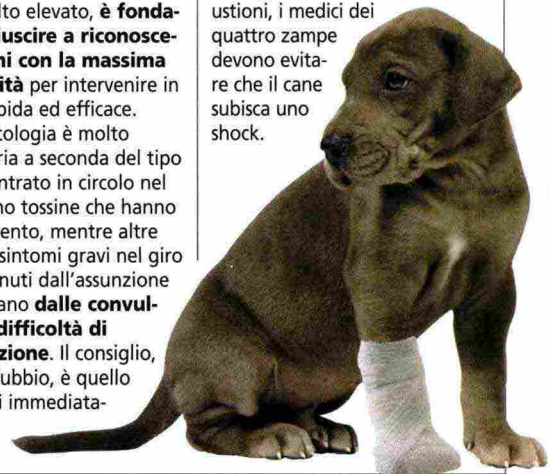 lto elevato, è fonda-
iuscire a riconosce-
ni con la massima
ità per intervenire in
pida ed efficace.
tologia è molto
ria a seconda del tipo
ntrato in circolo nel
no tossine che hanno
ento, mentre altre
sintomi gravi nel giro
nuti dall'assunzione
ano dalle convul-
difficoltà di
zione. Il consiglio,
ubbio, è quello
i immediata-
ustioni, i medici dei
quattro zampe
devono evita-
re che il cane
subisca uno
shock.